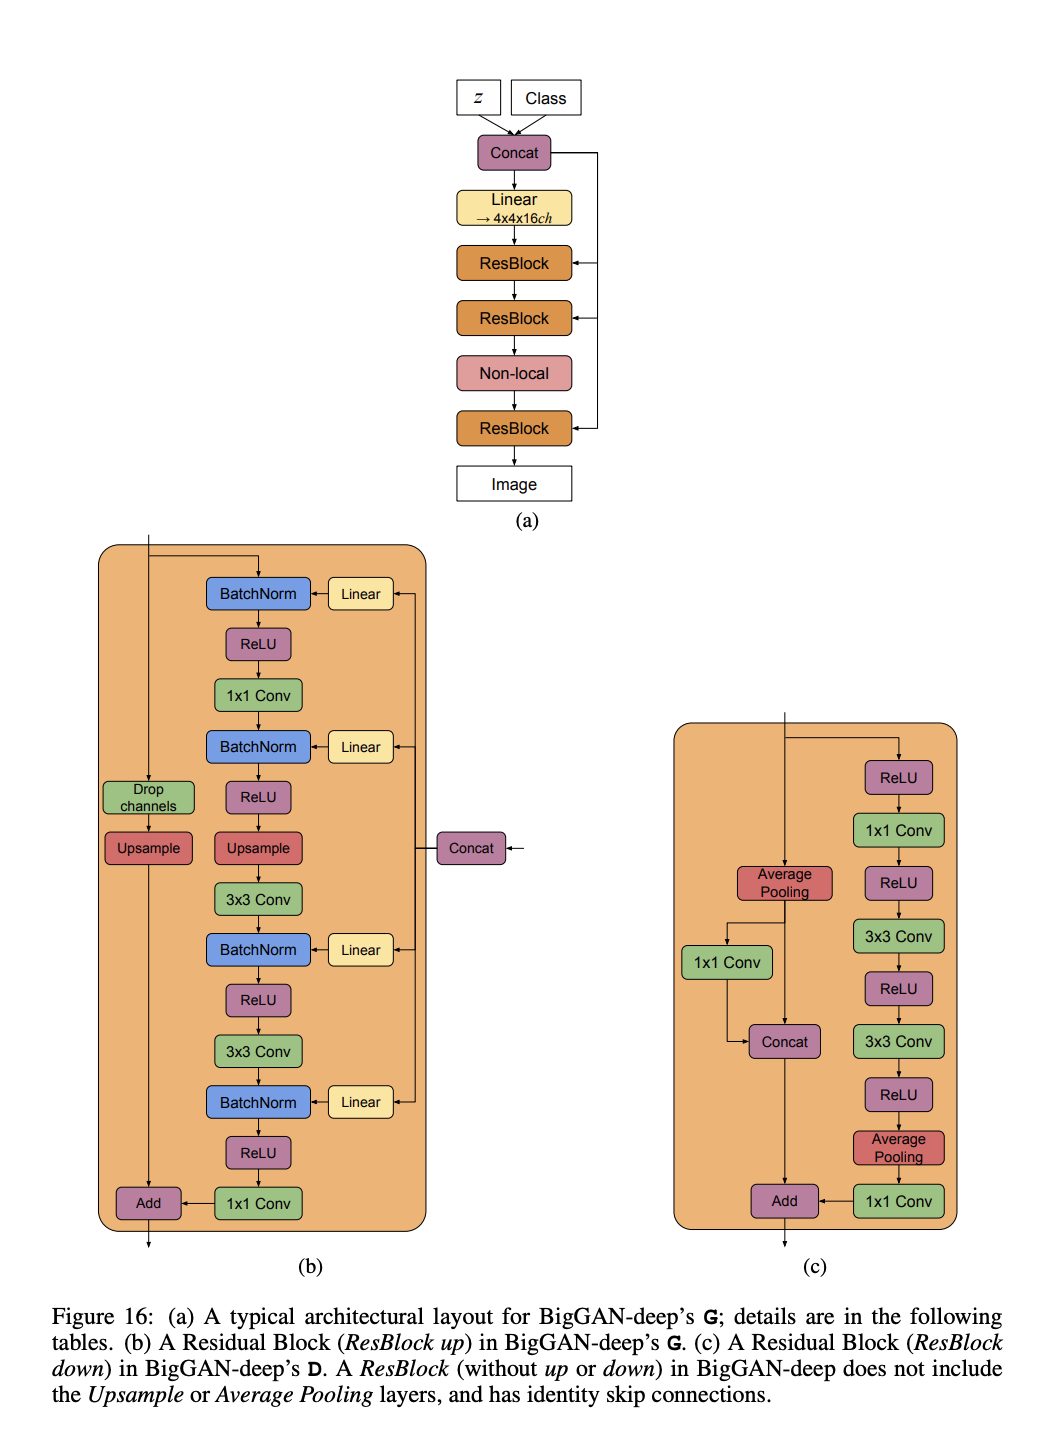 z
Class
Concat
Linear
→ 4x4x16ch
ResBlock
ResBlock
Non-local
ResBlock
Image
(a)
BatchNorm
Linear
ReLU
1x1 Conv
BatchNorm
Linear
Drop
channels
ReLU
Upsample
Upsample
Concat
3x3 Conv
BatchNorm
Linear
ReLU
3x3 Conv
BatchNorm
Linear
ReLU
Add
1x1 Conv
(b)
ReLU
1x1 Conv
Average
Pooling
ReLU
1x1 Conv
3x3 Conv
ReLU
Concat
3x3 Conv
ReLU
Average
Pooling
Add
1x1 Conv
(c)
Figure 16: (a) A typical architectural layout for BigGAN-deep's G; details are in the following
tables. (b) A Residual Block (ResBlock up) in BigGAN-deep's G. (c) A Residual Block (ResBlock
down) in BigGAN-deep's D. A ResBlock (without up or down) in BigGAN-deep does not include
the Upsample or Average Pooling layers, and has identity skip connections.